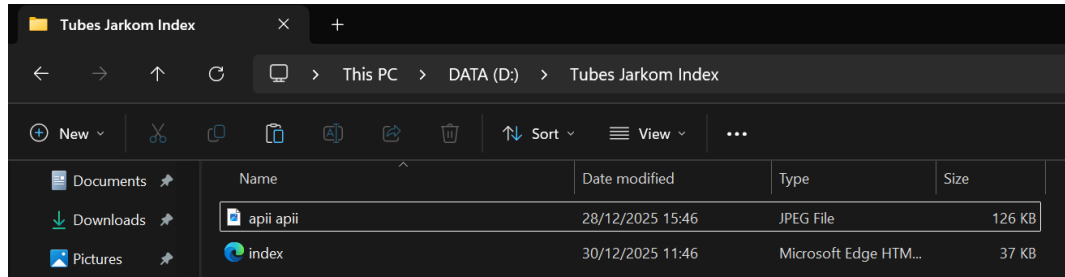 Tubes Jarkom Index
This PC > DATA (D:) > Tubes Jarkom Index
New Sort View
Name Date modified Type Size
Documents
apii apii 28/12/2025 15:46 JPEG File 126 KB
Downloads
index 30/12/2025 11:46 Microsoft Edge HTM... 37 KB
Pictures